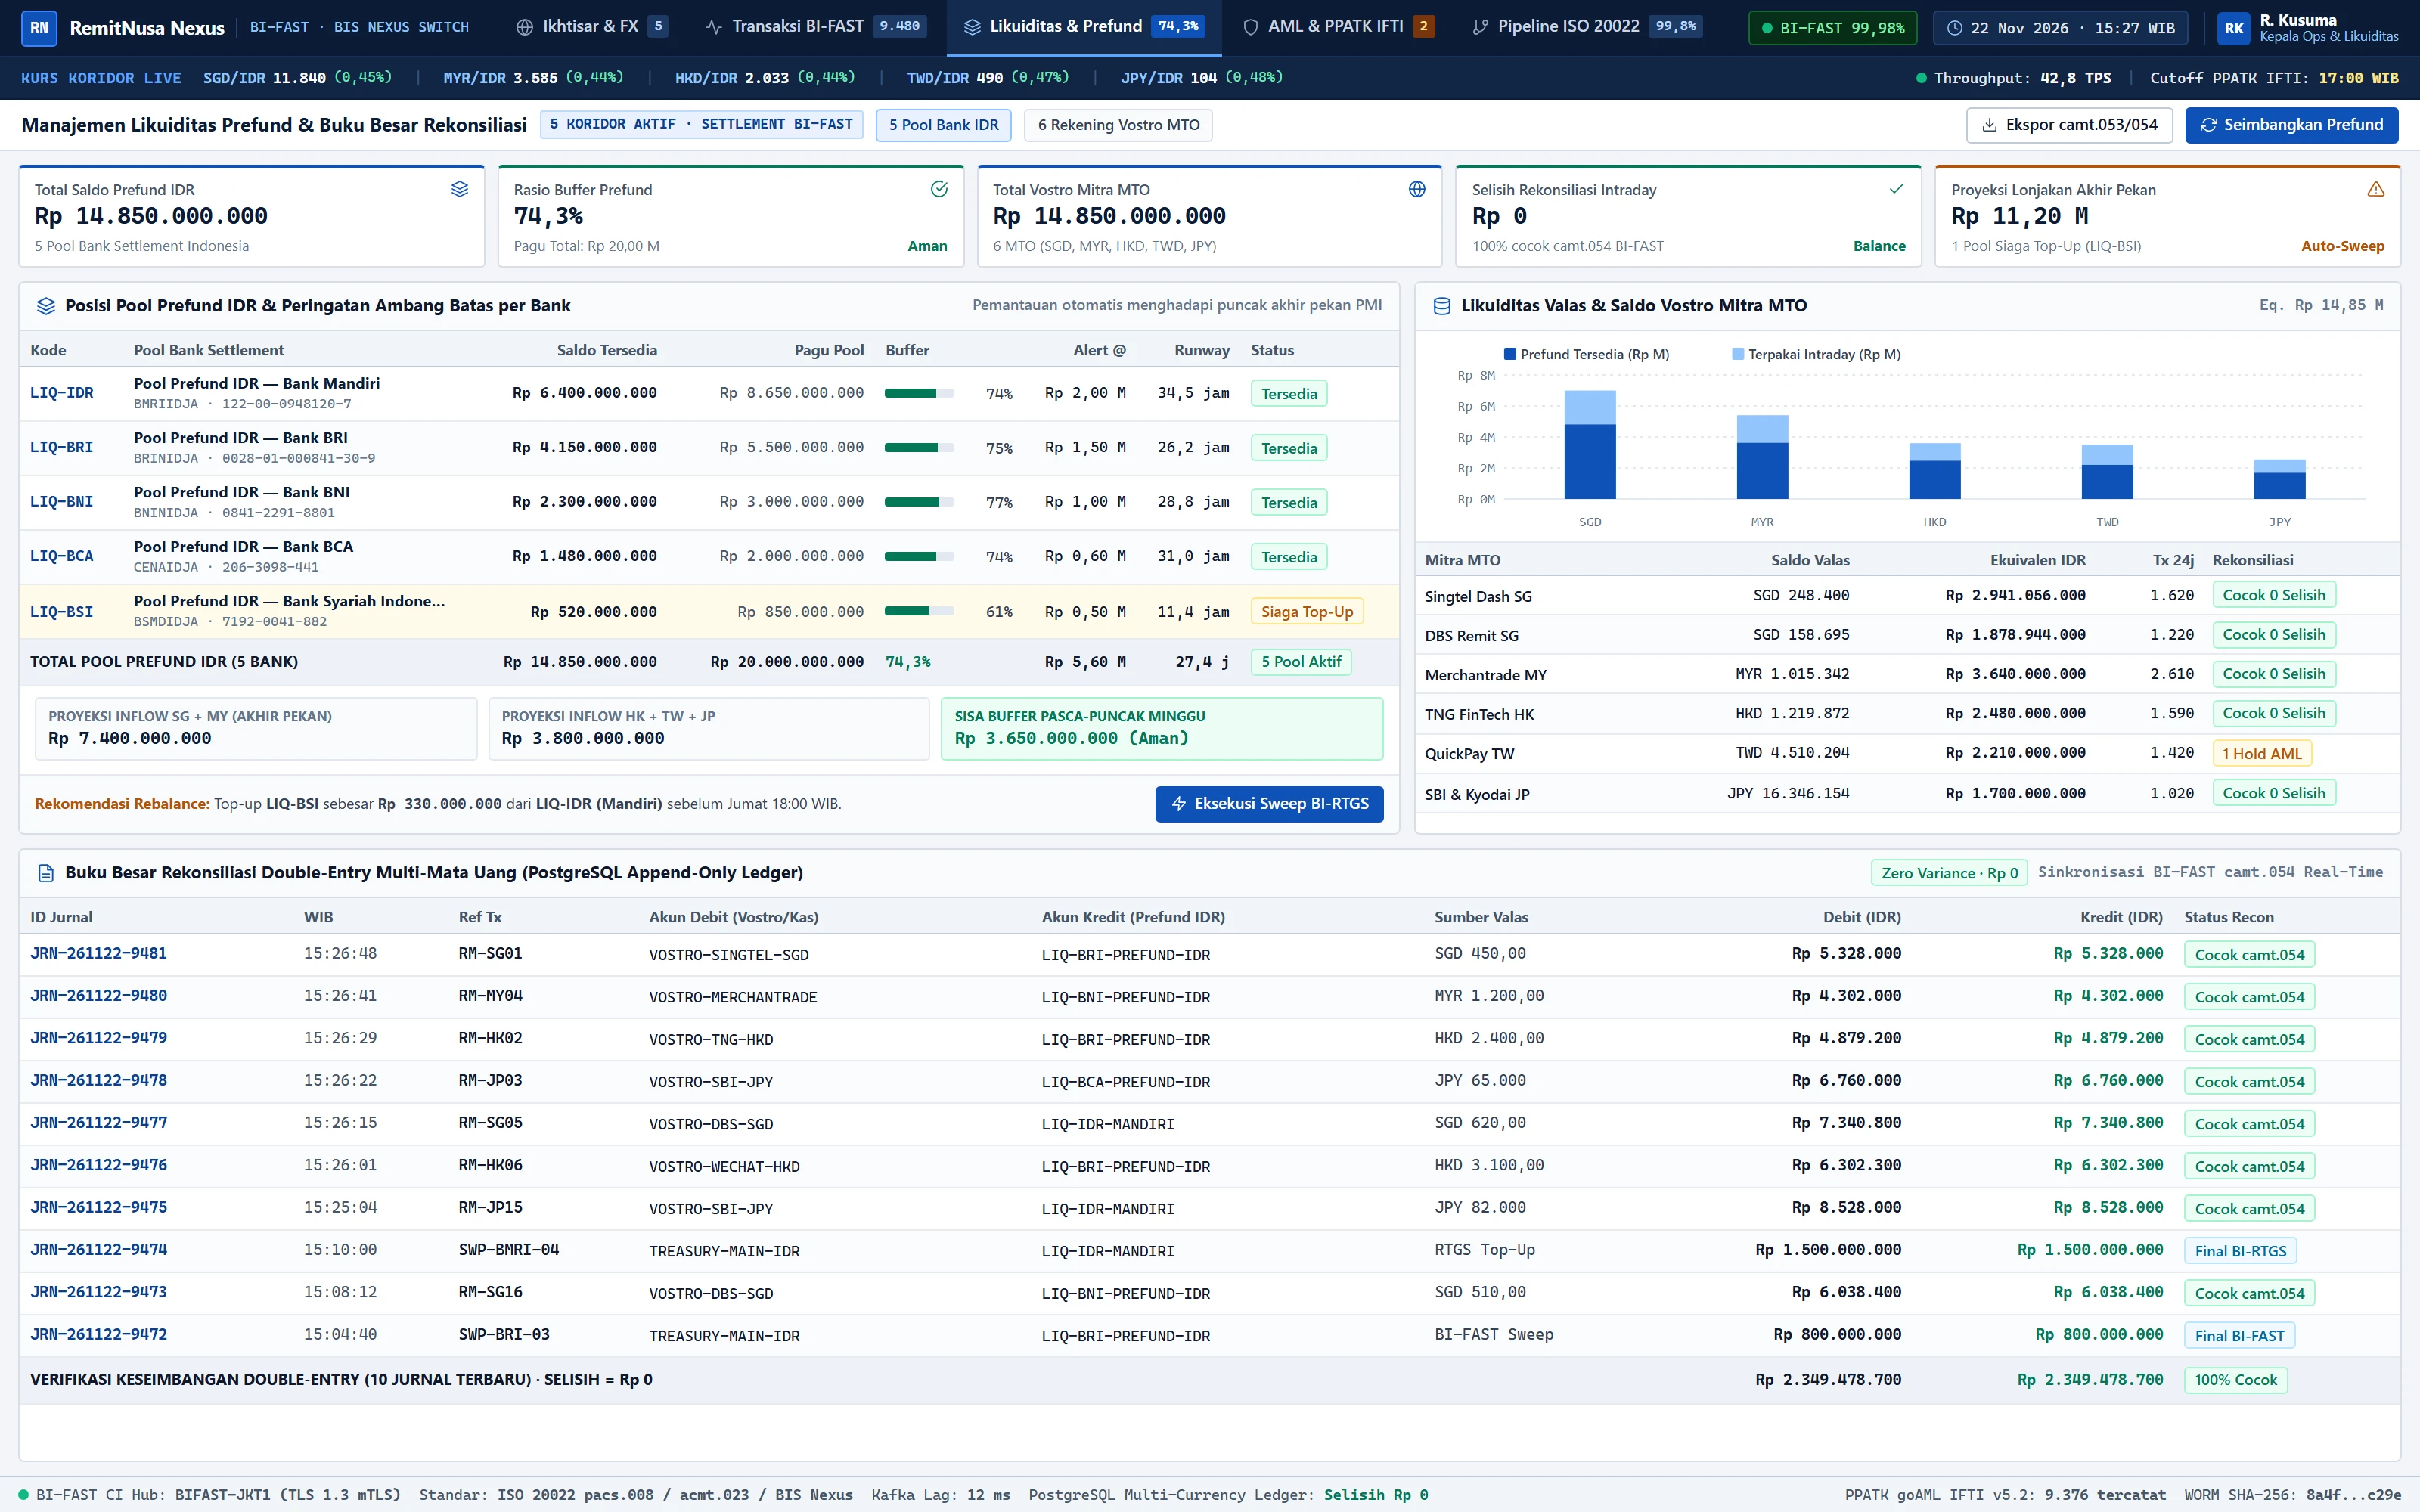 RN RemitNusa Nexus BI-FAST · BIS NEXUS SWITCH Ikhtisar & FX 5 Transaksi BI-FAST 9.480 Likuiditas & Prefund 74,3% AML & PPATK IFTI 2 Pipeline ISO 20022 99,8% BI-FAST 99,98% 22 Nov 2026 · 15:27 WIB RK R. Kusuma
Kepala Ops & Likuiditas
KURS KORIDOR LIVE SGD/IDR 11.840 (0,45%) | MYR/IDR 3.585 (0,44%) | HKD/IDR 2.033 (0,44%) | TWD/IDR 490 (0,47%) | JPY/IDR 104 (0,48%) Throughput: 42,8 TPS | Cutoff PPATK IFTI: 17:00 WIB
Manajemen Likuiditas Prefund & Buku Besar Rekonsiliasi 5 KORIDOR AKTIF · SETTLEMENT BI-FAST 5 Pool Bank IDR 6 Rekening Vostro MTO Ekspor camt.053/054 Seimbangkan Prefund
Total Saldo Prefund IDR
Rp 14.850.000.000
5 Pool Bank Settlement Indonesia
Rasio Buffer Prefund
74,3%
Pagu Total: Rp 20,00 M Aman
Total Vostro Mitra MTO
Rp 14.850.000.000
6 MTO (SGD, MYR, HKD, TWD, JPY)
Selisih Rekonsiliasi Intraday
Rp 0
100% cocok camt.054 BI-FAST Balance
Proyeksi Lonjakan Akhir Pekan
Rp 11,20 M
1 Pool Siaga Top-Up (LIQ-BSI) Auto-Sweep
Posisi Pool Prefund IDR & Peringatan Ambang Batas per Bank Pemantauan otomatis menghadapi puncak akhir pekan PMI
Kode Pool Bank Settlement Saldo Tersedia Pagu Pool Buffer Alert @ Runway Status
LIQ-IDR Pool Prefund IDR — Bank Mandiri Rp 6.400.000.000 Rp 8.650.000.000 74% Rp 2,00 M 34,5 jam Tersedia
BMRIIDJA · 122-00-0948120-7
LIQ-BRI Pool Prefund IDR — Bank BRI Rp 4.150.000.000 Rp 5.500.000.000 75% Rp 1,50 M 26,2 jam Tersedia
BRINIDJA · 0028-01-000841-30-9
LIQ-BNI Pool Prefund IDR — Bank BNI Rp 2.300.000.000 Rp 3.000.000.000 77% Rp 1,00 M 28,8 jam Tersedia
BNINIDJA · 0841-2291-8801
LIQ-BCA Pool Prefund IDR — Bank BCA Rp 1.480.000.000 Rp 2.000.000.000 74% Rp 0,60 M 31,0 jam Tersedia
CENAIDJA · 206-3098-441
LIQ-BSI Pool Prefund IDR — Bank Syariah Indone... Rp 520.000.000 Rp 850.000.000 61% Rp 0,50 M 11,4 jam Siaga Top-Up
BSMDIDJA · 7192-0041-882
TOTAL POOL PREFUND IDR (5 BANK) Rp 14.850.000.000 Rp 20.000.000.000 74,3% Rp 5,60 M 27,4 j 5 Pool Aktif
PROYEKSI INFLOW SG + MY (AKHIR PEKAN)
Rp 7.400.000.000
PROYEKSI INFLOW HK + TW + JP
Rp 3.800.000.000
SISA BUFFER PASCA-PUNCAK MINGGU
Rp 3.650.000.000 (Aman)
Rekomendasi Rebalance: Top-up LIQ-BSI sebesar Rp 330.000.000 dari LIQ-IDR (Mandiri) sebelum Jumat 18:00 WIB. Eksekusi Sweep BI-RTGS
Likuiditas Valas & Saldo Vostro Mitra MTO Eq. Rp 14,85 M
Prefund Tersedia (Rp M) Terpakai Intraday (Rp M)
Rp 8M
Rp 6M
Rp 4M
Rp 2M
Rp 0M
SGD MYR HKD TWD JPY
Mitra MTO Saldo Valas Ekuivalen IDR Tx 24j Rekonsiliasi
Singtel Dash SG SGD 248.400 Rp 2.941.056.000 1.620 Cocok 0 Selisih
DBS Remit SG SGD 158.695 Rp 1.878.944.000 1.220 Cocok 0 Selisih
Merchantrade MY MYR 1.015.342 Rp 3.640.000.000 2.610 Cocok 0 Selisih
TNG FinTech HK HKD 1.219.872 Rp 2.480.000.000 1.590 Cocok 0 Selisih
QuickPay TW TWD 4.510.204 Rp 2.210.000.000 1.420 1 Hold AML
SBI & Kyodai JP JPY 16.346.154 Rp 1.700.000.000 1.020 Cocok 0 Selisih
Buku Besar Rekonsiliasi Double-Entry Multi-Mata Uang (PostgreSQL Append-Only Ledger) Zero Variance · Rp 0 Sinkronisasi BI-FAST camt.054 Real-Time
ID Jurnal WIB Ref Tx Akun Debit (Vostro/Kas) Akun Kredit (Prefund IDR) Sumber Valas Debit (IDR) Kredit (IDR) Status Recon
JRN-261122-9481 15:26:48 RM-SG01 VOSTRO-SINGTEL-SGD LIQ-BRI-PREFUND-IDR SGD 450,00 Rp 5.328.000 Rp 5.328.000 Cocok camt.054
JRN-261122-9480 15:26:41 RM-MY04 VOSTRO-MERCHANTRADE LIQ-BNI-PREFUND-IDR MYR 1.200,00 Rp 4.302.000 Rp 4.302.000 Cocok camt.054
JRN-261122-9479 15:26:29 RM-HK02 VOSTRO-TNG-HKD LIQ-BRI-PREFUND-IDR HKD 2.400,00 Rp 4.879.200 Rp 4.879.200 Cocok camt.054
JRN-261122-9478 15:26:22 RM-JP03 VOSTRO-SBI-JPY LIQ-BCA-PREFUND-IDR JPY 65.000 Rp 6.760.000 Rp 6.760.000 Cocok camt.054
JRN-261122-9477 15:26:15 RM-SG05 VOSTRO-DBS-SGD LIQ-IDR-MANDIRI SGD 620,00 Rp 7.340.800 Rp 7.340.800 Cocok camt.054
JRN-261122-9476 15:26:01 RM-HK06 VOSTRO-WECHAT-HKD LIQ-BRI-PREFUND-IDR HKD 3.100,00 Rp 6.302.300 Rp 6.302.300 Cocok camt.054
JRN-261122-9475 15:25:04 RM-JP15 VOSTRO-SBI-JPY LIQ-IDR-MANDIRI JPY 82.000 Rp 8.528.000 Rp 8.528.000 Cocok camt.054
JRN-261122-9474 15:10:00 SWP-BMRI-04 TREASURY-MAIN-IDR LIQ-IDR-MANDIRI RTGS Top-Up Rp 1.500.000.000 Rp 1.500.000.000 Final BI-RTGS
JRN-261122-9473 15:08:12 RM-SG16 VOSTRO-DBS-SGD LIQ-BNI-PREFUND-IDR SGD 510,00 Rp 6.038.400 Rp 6.038.400 Cocok camt.054
JRN-261122-9472 15:04:40 SWP-BRI-03 TREASURY-MAIN-IDR LIQ-BRI-PREFUND-IDR BI-FAST Sweep Rp 800.000.000 Rp 800.000.000 Final BI-FAST
VERIFIKASI KESEIMBANGAN DOUBLE-ENTRY (10 JURNAL TERBARU) · SELISIH = Rp 0 Rp 2.349.478.700 Rp 2.349.478.700 100% Cocok
BI-FAST CI Hub: BIFAST-JKT1 (TLS 1.3 mTLS) Standar: ISO 20022 pacs.008 / acmt.023 / BIS Nexus Kafka Lag: 12 ms PostgreSQL Multi-Currency Ledger: Selisih Rp 0 PPATK goAML IFTI v5.2: 9.376 tercatat WORM SHA-256: 8a4f...c29e